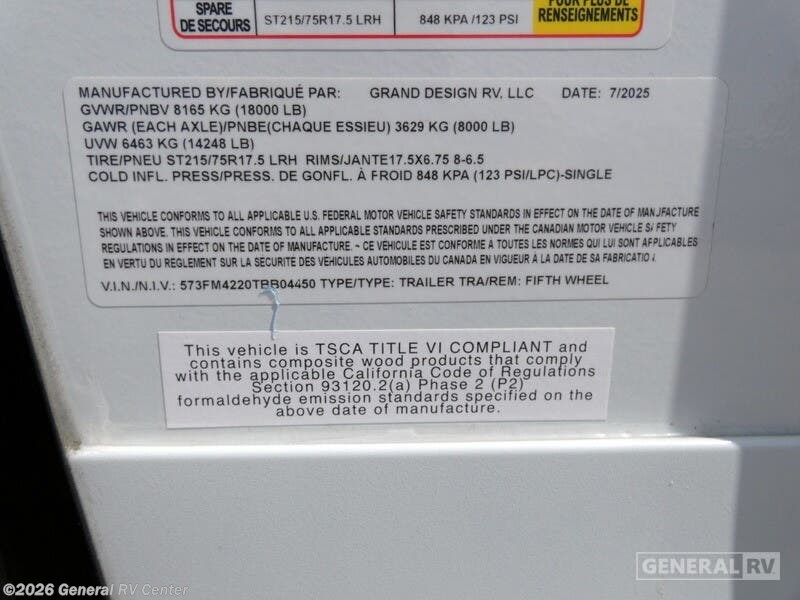 SPARE
DE SECOURS
ST215/75R17.5 LRH
848 KPA /123 PSI
POUR PLUS DE
RENSEIGNEMENTS
MANUFACTURED BY/FABRIQUÉ PAR: GRAND DESIGN RV, LLC DATE: 7/2025
GVWR/PNBV 8165 KG (18000 LB)
GAWR (EACH AXLE)/PNBE(CHAQUE ESSIEU) 3629 KG (8000 LB)
UVW 6463 KG (14248 LB)
TIRE/PNEU ST215/75R17.5 LRH RIMS/JANTE17.5X6.75 8-6.5
COLD INFL. PRESS/PRESS. DE GONFL. À FROID 848 KPA (123 PSI/LPC)-SINGLE
THIS VEHICLE CONFORMS TO ALL APPLICABLE U.S. FEDERAL MOTOR VEHICLE SAFETY STANDARDS IN EFFECT ON THE DATE OF MANUFACTURE
SHOWN ABOVE. THIS VEHICLE CONFORMS TO ALL APPLICABLE STANDARDS PRESCRIBED UNDER THE CANADIAN MOTOR VEHICLE SAFETY
REGULATIONS IN EFFECT ON THE DATE OF MANUFACTURE. ~ CE VÉHICULE EST CONFORME A TOUTES LES NORMES QUI LUI SONT APPLICABLES
EN VERTU DU REGLEMENT SUR LA SECURITE DES VÉHICULES AUTOMOBILES DU CANADA EN VIGUEUR À LA DATE DE SA FABRICATION.
V.I.N./N.I.V.: 573FM4220TBB04450 TYPE/TYPE: TRAILER TRA/REM: FIFTH WHEEL
This vehicle is TSCA TITLE VI COMPLIANT and
contains composite wood products that comply
with the applicable California Code of Regulations
Section 93120.2(a) Phase 2 (P2)
formaldehyde emission standards specified on the
above date of manufacture.
GENERAL RV
©2026 General RV Center